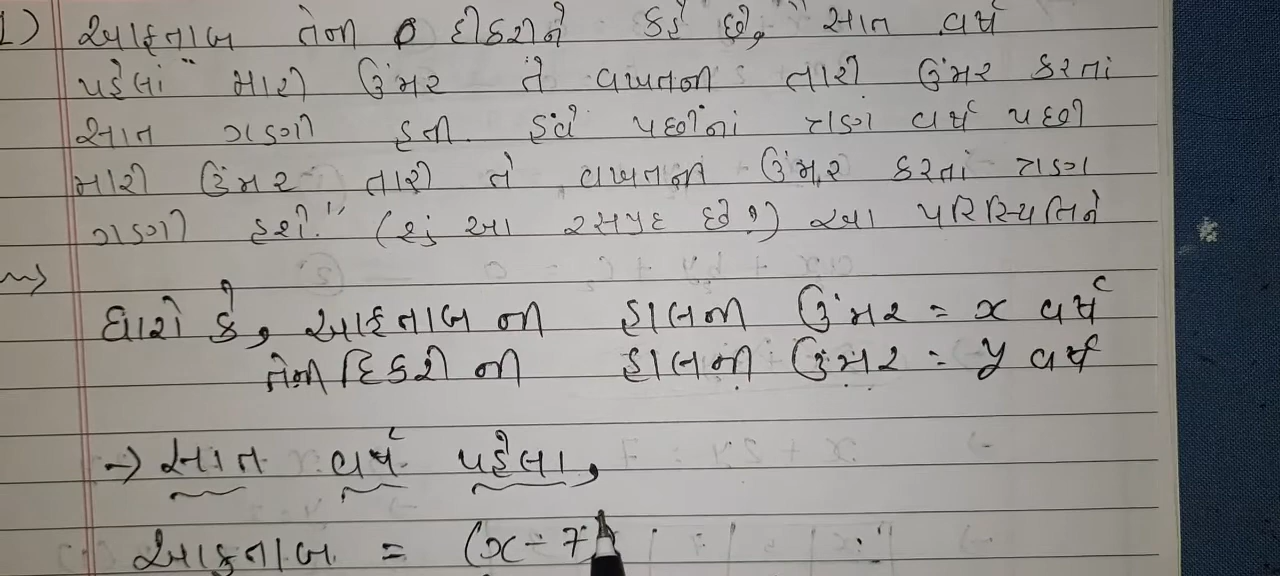 1) આફતાબ તેની દીકરીને કહે છે, "સાત વર્ષ
પહેલાં" મારી ઉંમર તે વખતની તારી ઉંમર કરતાં
સાત ગણી હતી. હવે પછીનાં ત્રણ વર્ષ પછી
મારી ઉંમર તારી તે વખતની ઉંમર કરતાં ત્રણ
ગણી હશે." (શું આ રસપ્રદ છે?) આ પરિસ્થિતિને
ધારો કે, આફતાબ ની હાલની ઉંમર = x વર્ષ
તેની દિકરી ની હાલની ઉંમર = y વર્ષ
→ સાત વર્ષ પહેલા,
આફતાબ = (x - 7)